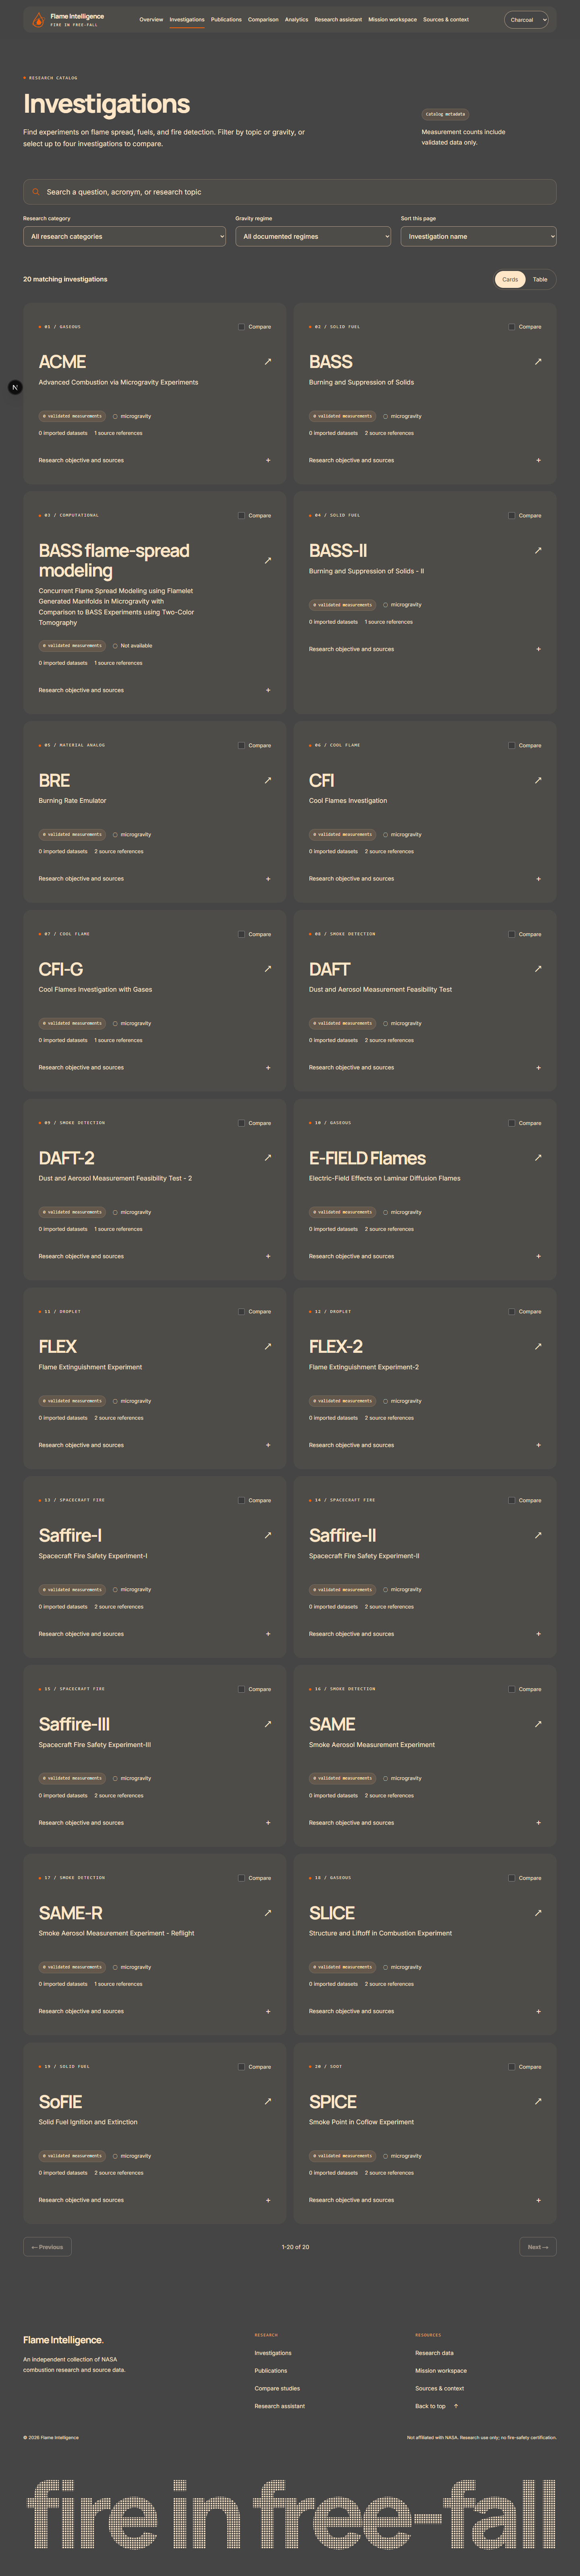 Flame Intelligence
FIRE IN FREE-FALL
Overview Investigations Publications Comparison Analytics Research assistant Mission workspace Sources & context
Charcoal
RESEARCH CATALOG
Investigations
Find experiments on flame spread, fuels, and fire detection. Filter by topic or gravity, or
select up to four investigations to compare.
Catalog metadata
Measurement counts include
validated data only.
Search a question, acronym, or research topic
Research category
All research categories
Gravity regime
All documented regimes
Sort this page
Investigation name
20 matching investigations
Cards Table
01 / GASEOUS
Compare
ACME
↗
Advanced Combustion via Microgravity Experiments
0 validated measurements microgravity
0 imported datasets 1 source references
Research objective and sources +
02 / SOLID FUEL
Compare
BASS
↗
Burning and Suppression of Solids
0 validated measurements microgravity
0 imported datasets 2 source references
Research objective and sources +
N
03 / COMPUTATIONAL
Compare
BASS flame-spread
modeling
↗
Concurrent Flame Spread Modeling using Flamelet
Generated Manifolds in Microgravity with
Comparison to BASS Experiments using Two-Color
Tomography
0 validated measurements Not available
0 imported datasets 1 source references
Research objective and sources +
04 / SOLID FUEL
Compare
BASS-II
↗
Burning and Suppression of Solids - II
0 validated measurements microgravity
0 imported datasets 1 source references
Research objective and sources +
05 / MATERIAL ANALOG
Compare
BRE
↗
Burning Rate Emulator
0 validated measurements microgravity
0 imported datasets 2 source references
Research objective and sources +
06 / COOL FLAME
Compare
CFI
↗
Cool Flames Investigation
0 validated measurements microgravity
0 imported datasets 2 source references
Research objective and sources +
07 / COOL FLAME
Compare
CFI-G
↗
Cool Flames Investigation with Gases
0 validated measurements microgravity
0 imported datasets 1 source references
Research objective and sources +
08 / SMOKE DETECTION
Compare
DAFT
↗
Dust and Aerosol Measurement Feasibility Test
0 validated measurements microgravity
0 imported datasets 2 source references
Research objective and sources +
09 / SMOKE DETECTION
Compare
DAFT-2
↗
Dust and Aerosol Measurement Feasibility Test - 2
0 validated measurements microgravity
0 imported datasets 1 source references
Research objective and sources +
10 / GASEOUS
Compare
E-FIELD Flames
↗
Electric-Field Effects on Laminar Diffusion Flames
0 validated measurements microgravity
0 imported datasets 2 source references
Research objective and sources +
11 / DROPLET
Compare
FLEX
↗
Flame Extinguishment Experiment
0 validated measurements microgravity
0 imported datasets 2 source references
Research objective and sources +
12 / DROPLET
Compare
FLEX-2
↗
Flame Extinguishment Experiment-2
0 validated measurements microgravity
0 imported datasets 2 source references
Research objective and sources +
13 / SPACECRAFT FIRE
Compare
Saffire-I
↗
Spacecraft Fire Safety Experiment-I
0 validated measurements microgravity
0 imported datasets 2 source references
Research objective and sources +
14 / SPACECRAFT FIRE
Compare
Saffire-II
↗
Spacecraft Fire Safety Experiment-II
0 validated measurements microgravity
0 imported datasets 2 source references
Research objective and sources +
15 / SPACECRAFT FIRE
Compare
Saffire-III
↗
Spacecraft Fire Safety Experiment-III
0 validated measurements microgravity
0 imported datasets 2 source references
Research objective and sources +
16 / SMOKE DETECTION
Compare
SAME
↗
Smoke Aerosol Measurement Experiment
0 validated measurements microgravity
0 imported datasets 2 source references
Research objective and sources +
17 / SMOKE DETECTION
Compare
SAME-R
↗
Smoke Aerosol Measurement Experiment - Reflight
0 validated measurements microgravity
0 imported datasets 1 source references
Research objective and sources +
18 / GASEOUS
Compare
SLICE
↗
Structure and Liftoff in Combustion Experiment
0 validated measurements microgravity
0 imported datasets 2 source references
Research objective and sources +
19 / SOLID FUEL
Compare
SoFIE
↗
Solid Fuel Ignition and Extinction
0 validated measurements microgravity
0 imported datasets 2 source references
Research objective and sources +
20 / SOOT
Compare
SPICE
↗
Smoke Point in Coflow Experiment
0 validated measurements microgravity
0 imported datasets 2 source references
Research objective and sources +
← Previous
1-20 of 20
Next →
Flame Intelligence.
An independent collection of NASA
combustion research and source data.
RESEARCH
Investigations
Publications
Compare studies
Research assistant
RESOURCES
Research data
Mission workspace
Sources & context
Back to top ↑
© 2026 Flame Intelligence
Not affiliated with NASA. Research use only; no fire-safety certification.
fire in free-fall